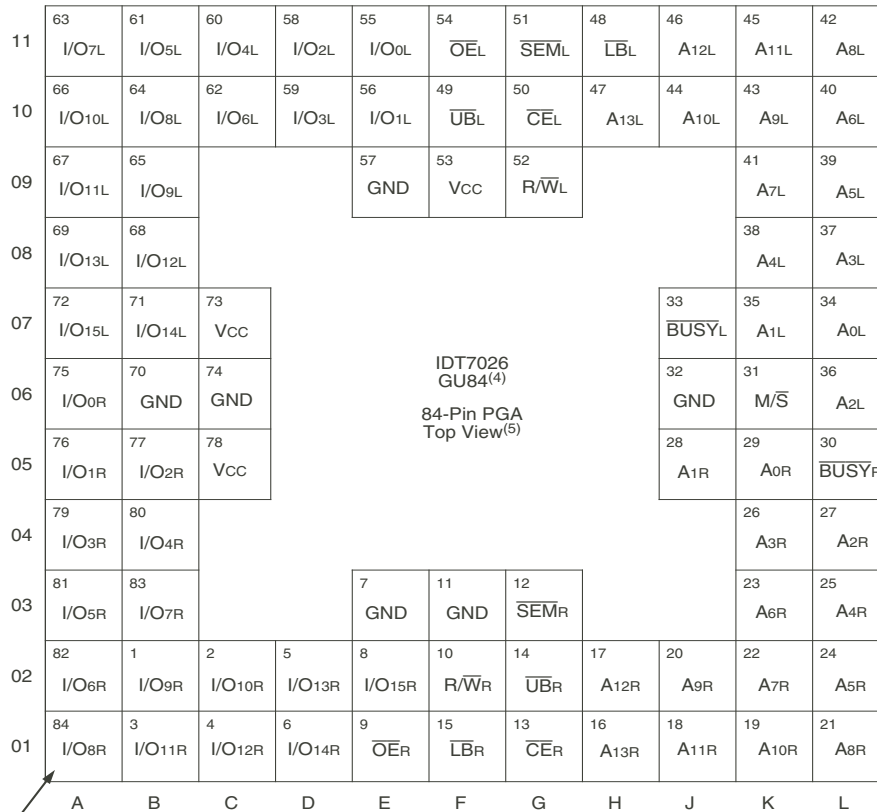 63 61 60 58 55 54 51 48 46 45 42
11 I/O7L I/O5L I/O4L I/O2L I/O0L OEL SEML LBL A12L A11L A8L
66 64 62 59 56 49 50 47 44 43 40
10 I/O10L I/O8L I/O6L I/O3L I/O1L UBL CEL A13L A10L A9L A6L
67 65 57 53 52 41 39
09 I/O11L I/O9L GND VCC R/WL A7L A5L
69 68 38 37
08 I/O13L I/O12L A4L A3L
72 71 73 33 35 34
07 I/O15L I/O14L VCC BUSYL A1L A0L
IDT7026
GU84(4)
75 70 74 32 31 36
06 I/O0R GND GND GND M/S A2L
84-Pin PGA
Top View(5)
76 77 78 28 29 30
05 I/O1R I/O2R VCC A1R A0R BUSYR
79 80 26 27
04 I/O3R I/O4R A3R A2R
81 83 7 11 12 23 25
03 I/O5R I/O7R GND GND SEMR A6R A4R
82 1 2 5 8 10 14 17 20 22 24
02 I/O6R I/O9R I/O10R I/O13R I/O15R R/WR UBR A12R A9R A7R A5R
84 3 4 6 9 15 13 16 18 19 21
01 I/O8R I/O11R I/O12R I/O14R OER LBR CER A13R A11R A10R A8R
A B C D E F G H J K L